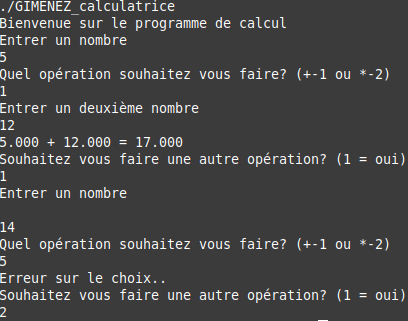 ./GIMENEZ_calculatrice
Bienvenue sur le programme de calcul
Entrer un nombre
5
Quel opération souhaitez vous faire? (+-1 ou *-2)
1
Entrer un deuxième nombre
12
5.000 + 12.000 = 17.000
Souhaitez vous faire une autre opération? (1 = oui)
1
Entrer un nombre
14
Quel opération souhaitez vous faire? (+-1 ou *-2)
5
Erreur sur le choix..
Souhaitez vous faire une autre opération? (1 = oui)
2